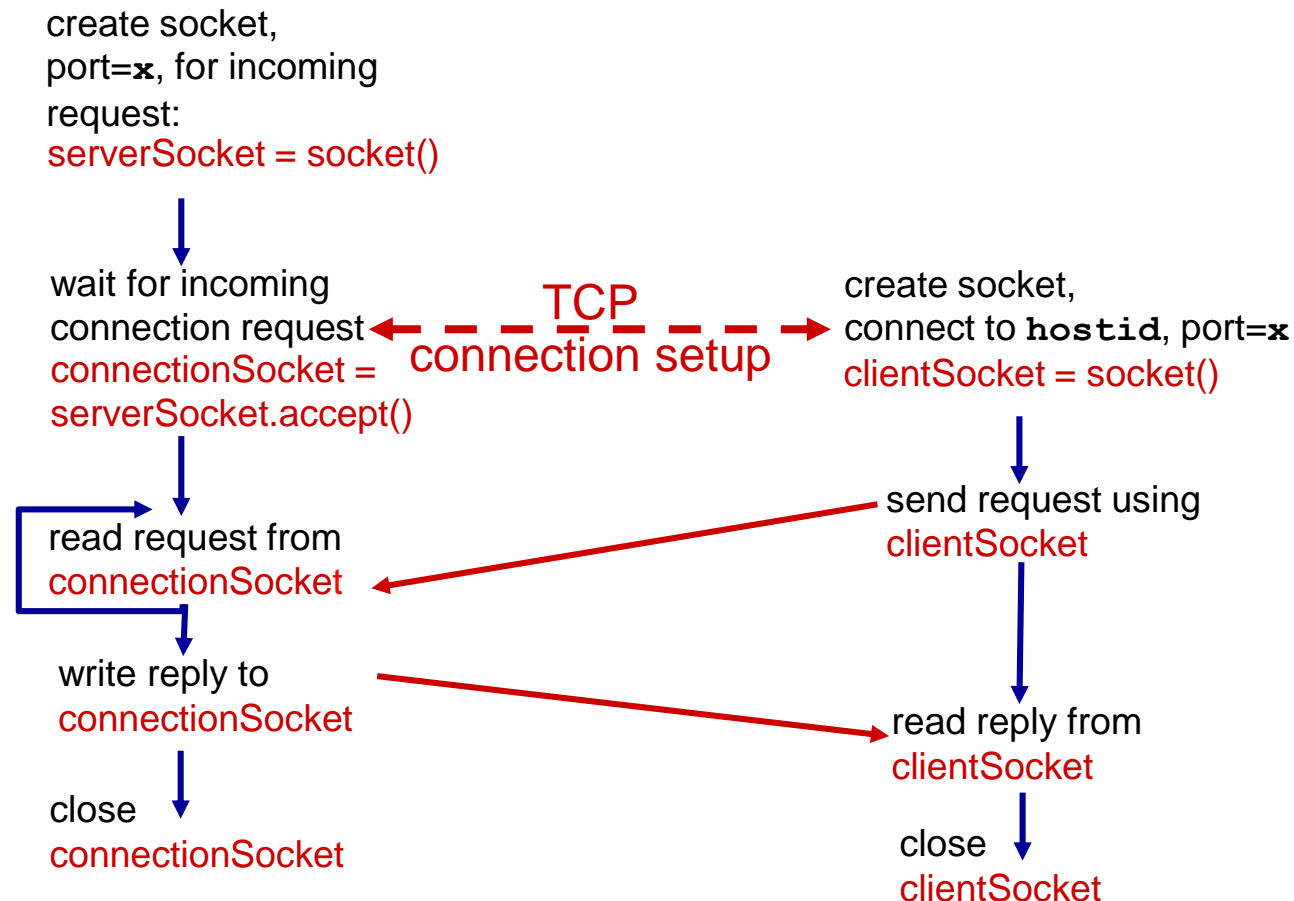 create socket,
port=x, for incoming
request:
serverSocket = socket()
wait for incoming
connection request
connectionSocket =
serverSocket.accept()
TCP
connection setup
create socket,
connect to hostid, port=x
clientSocket = socket()
read request from
connectionSocket
send request using
clientSocket
write reply to
connectionSocket
read reply from
clientSocket
close
connectionSocket
close
clientSocket